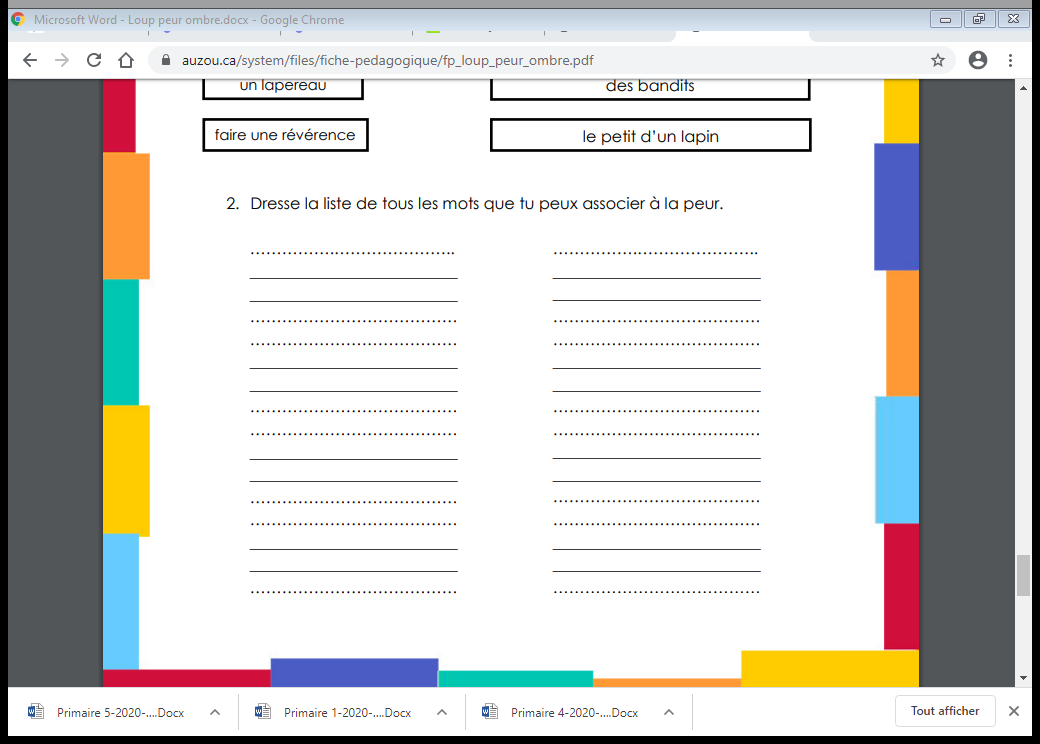 Microsoft Word - Loup peur ombre.docx - Google Chrome
auzou.ca/system/files/fiche-pedagogique/fp_loup_peur_ombre.pdf
un lapereau
des bandits
faire une révérence
le petit d'un lapin
2. Dresse la liste de tous les mots que tu peux associer à la peur.
Primaire 5-2020-....Docx
Primaire 1-2020-....Docx
Primaire 4-2020-....Docx
Tout afficher